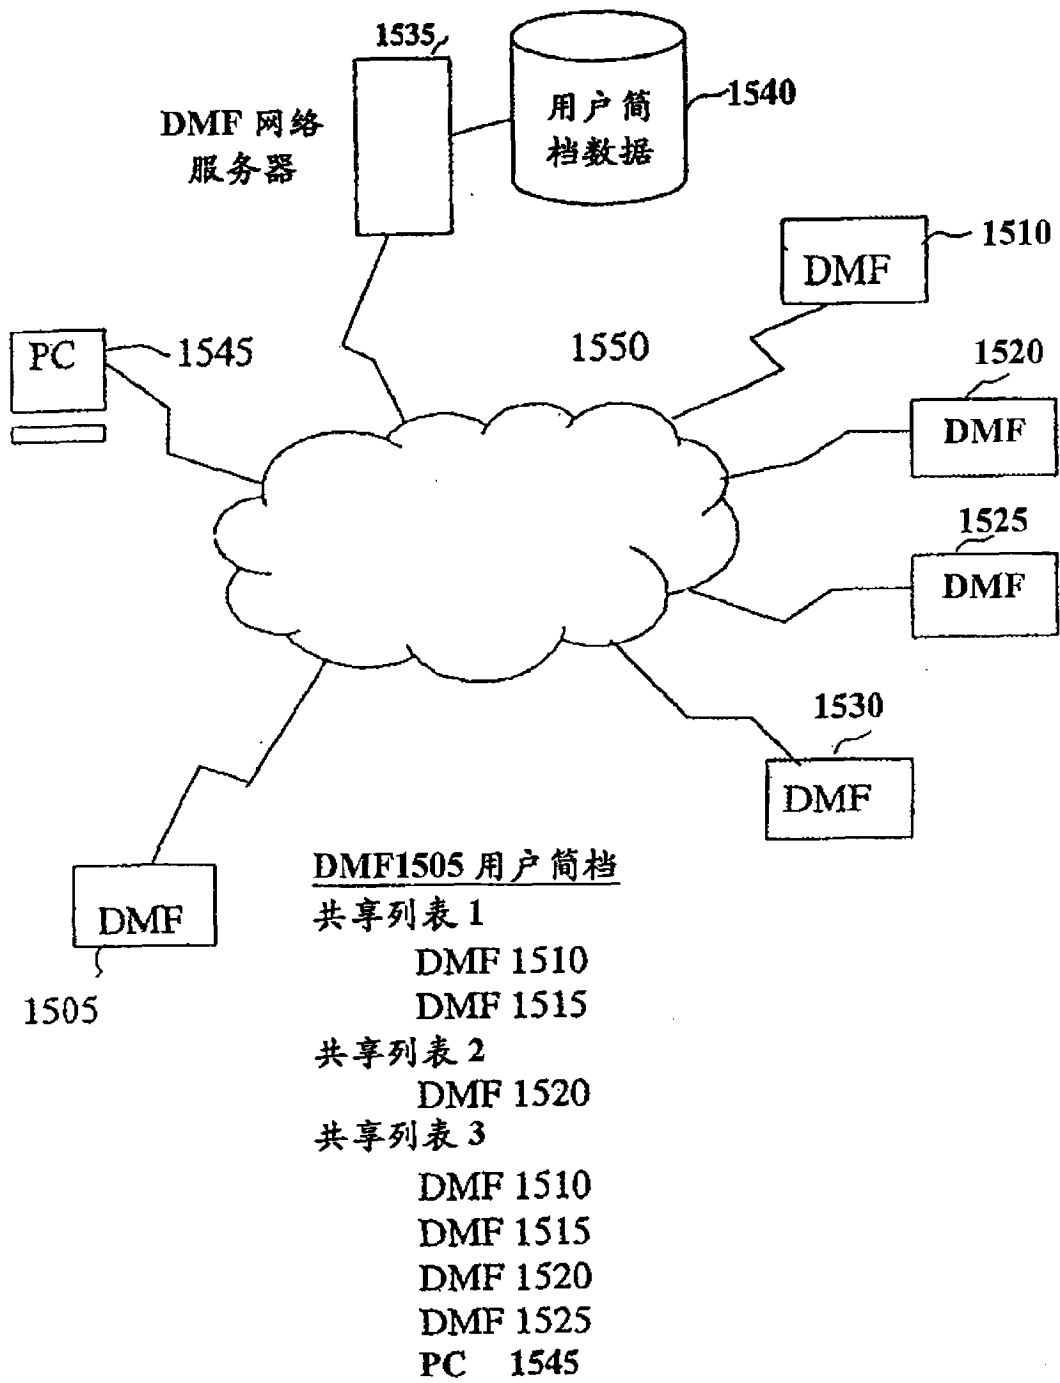 1535
DMF 网络
服务器
用户简
档数据
1540
DMF
1510
PC
1545
1550
1520
DMF
1525
DMF
1530
DMF
DMF
1505
DMF1505 用户简档
共享列表 1
DMF 1510
DMF 1515
共享列表 2
DMF 1520
共享列表 3
DMF 1510
DMF 1515
DMF 1520
DMF 1525
PC 1545